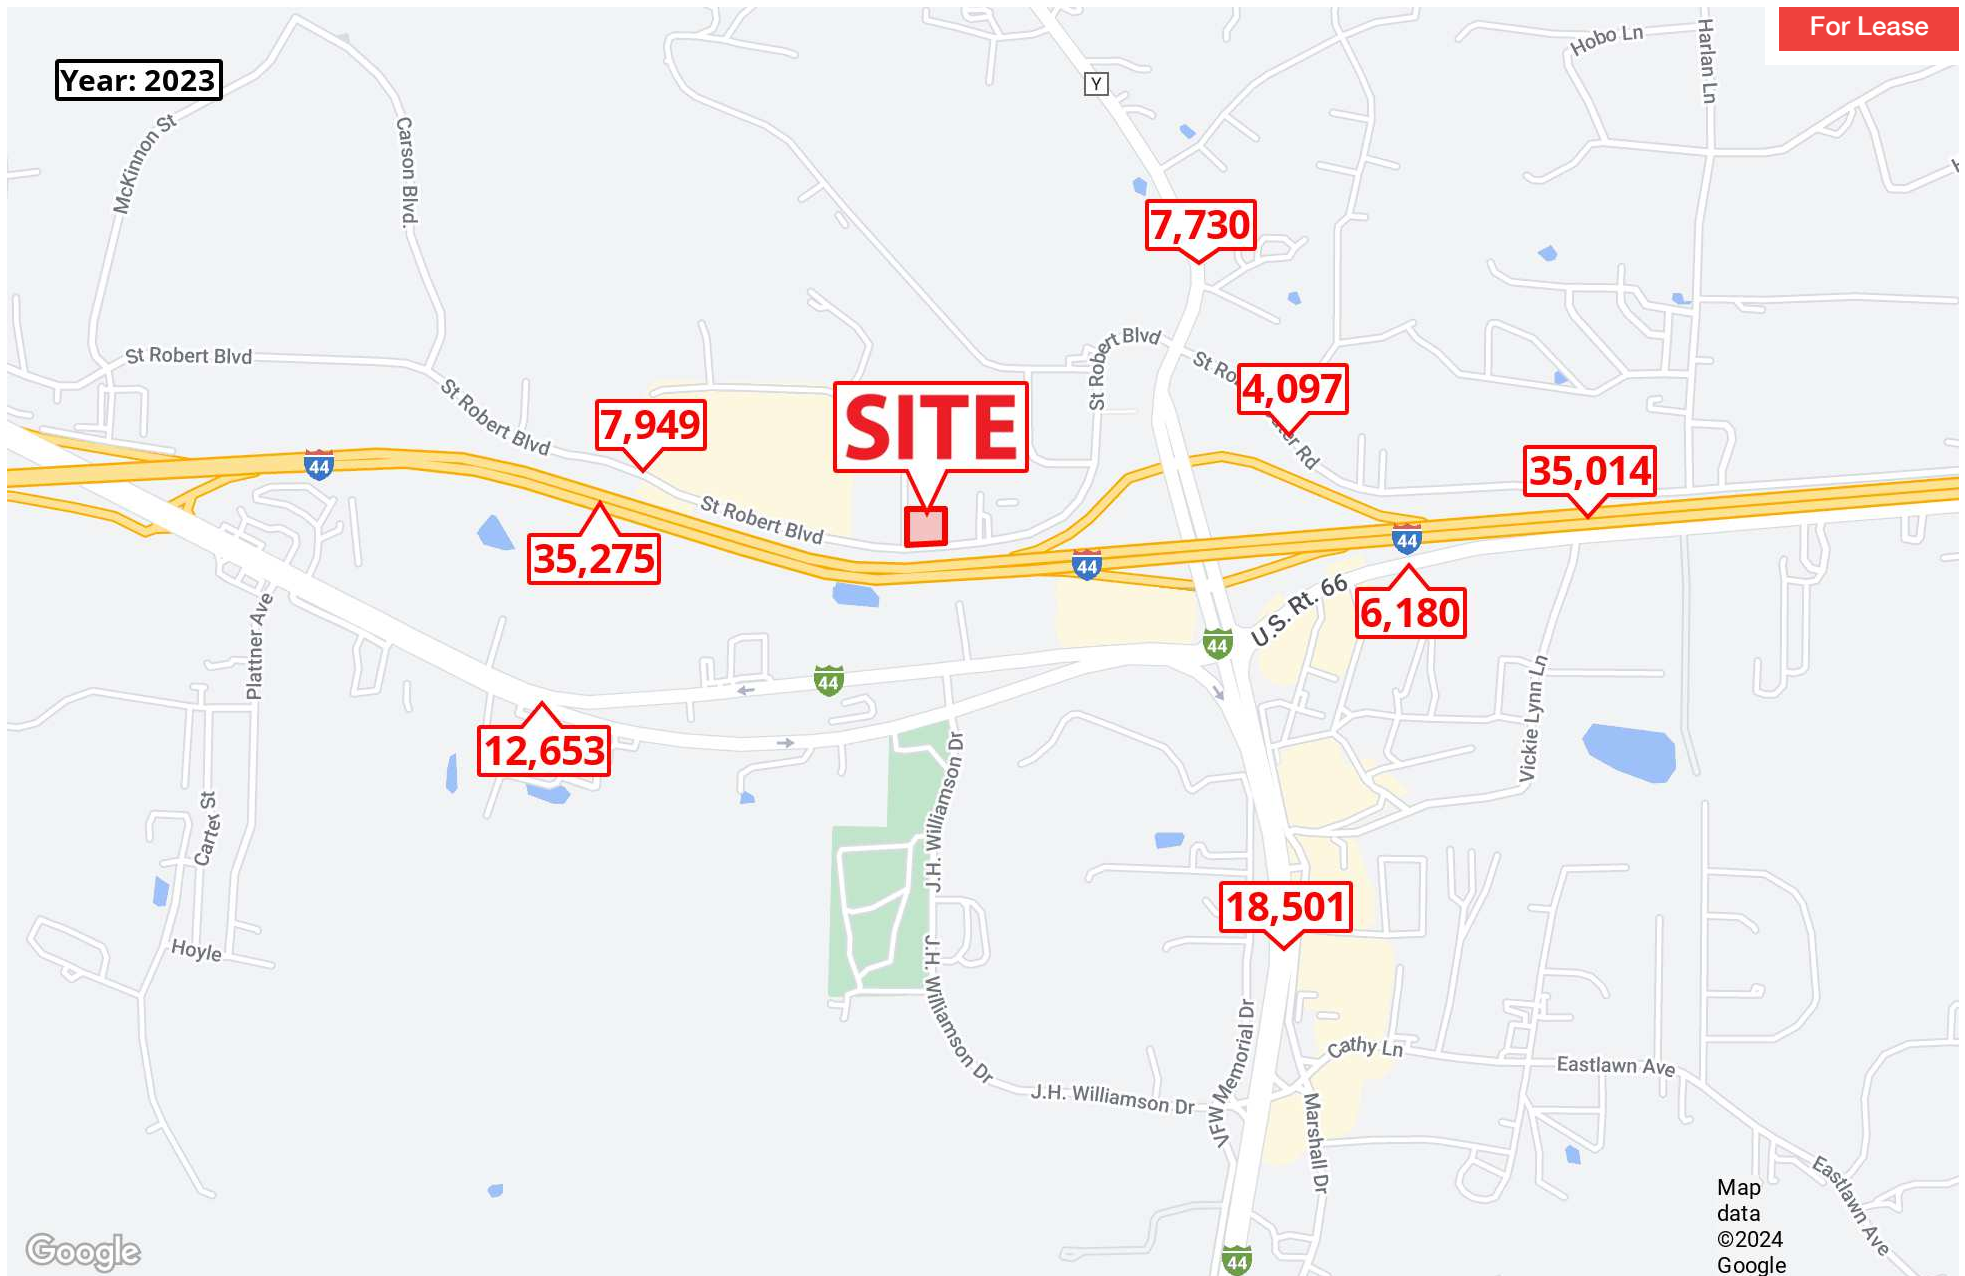 For Lease
Hobo Ln
Harlan Ln
Year: 2023
Y
McKinnon St
Carson Blvd.
7,730
St Robert Blvd
St Robert Blvd
4,097
St Robert Blvd
St Robert Blvd
7,949
SITE
35,014
44
St Robert Blvd
44
44
35,275
U.S. Rt. 66
6,180
Plattner Ave
44
44
Vickie Lynn Ln
12,653
J.H. Williamson Dr
Carter St
18,501
Hoyle
J.H. Williamson Dr
VFW Memorial Dr
Cathy Ln
Eastlawn Ave
J.H. Williamson Dr
Marshall Dr
Eastlawn Ave
Map
data
©2024
Google
Google
44